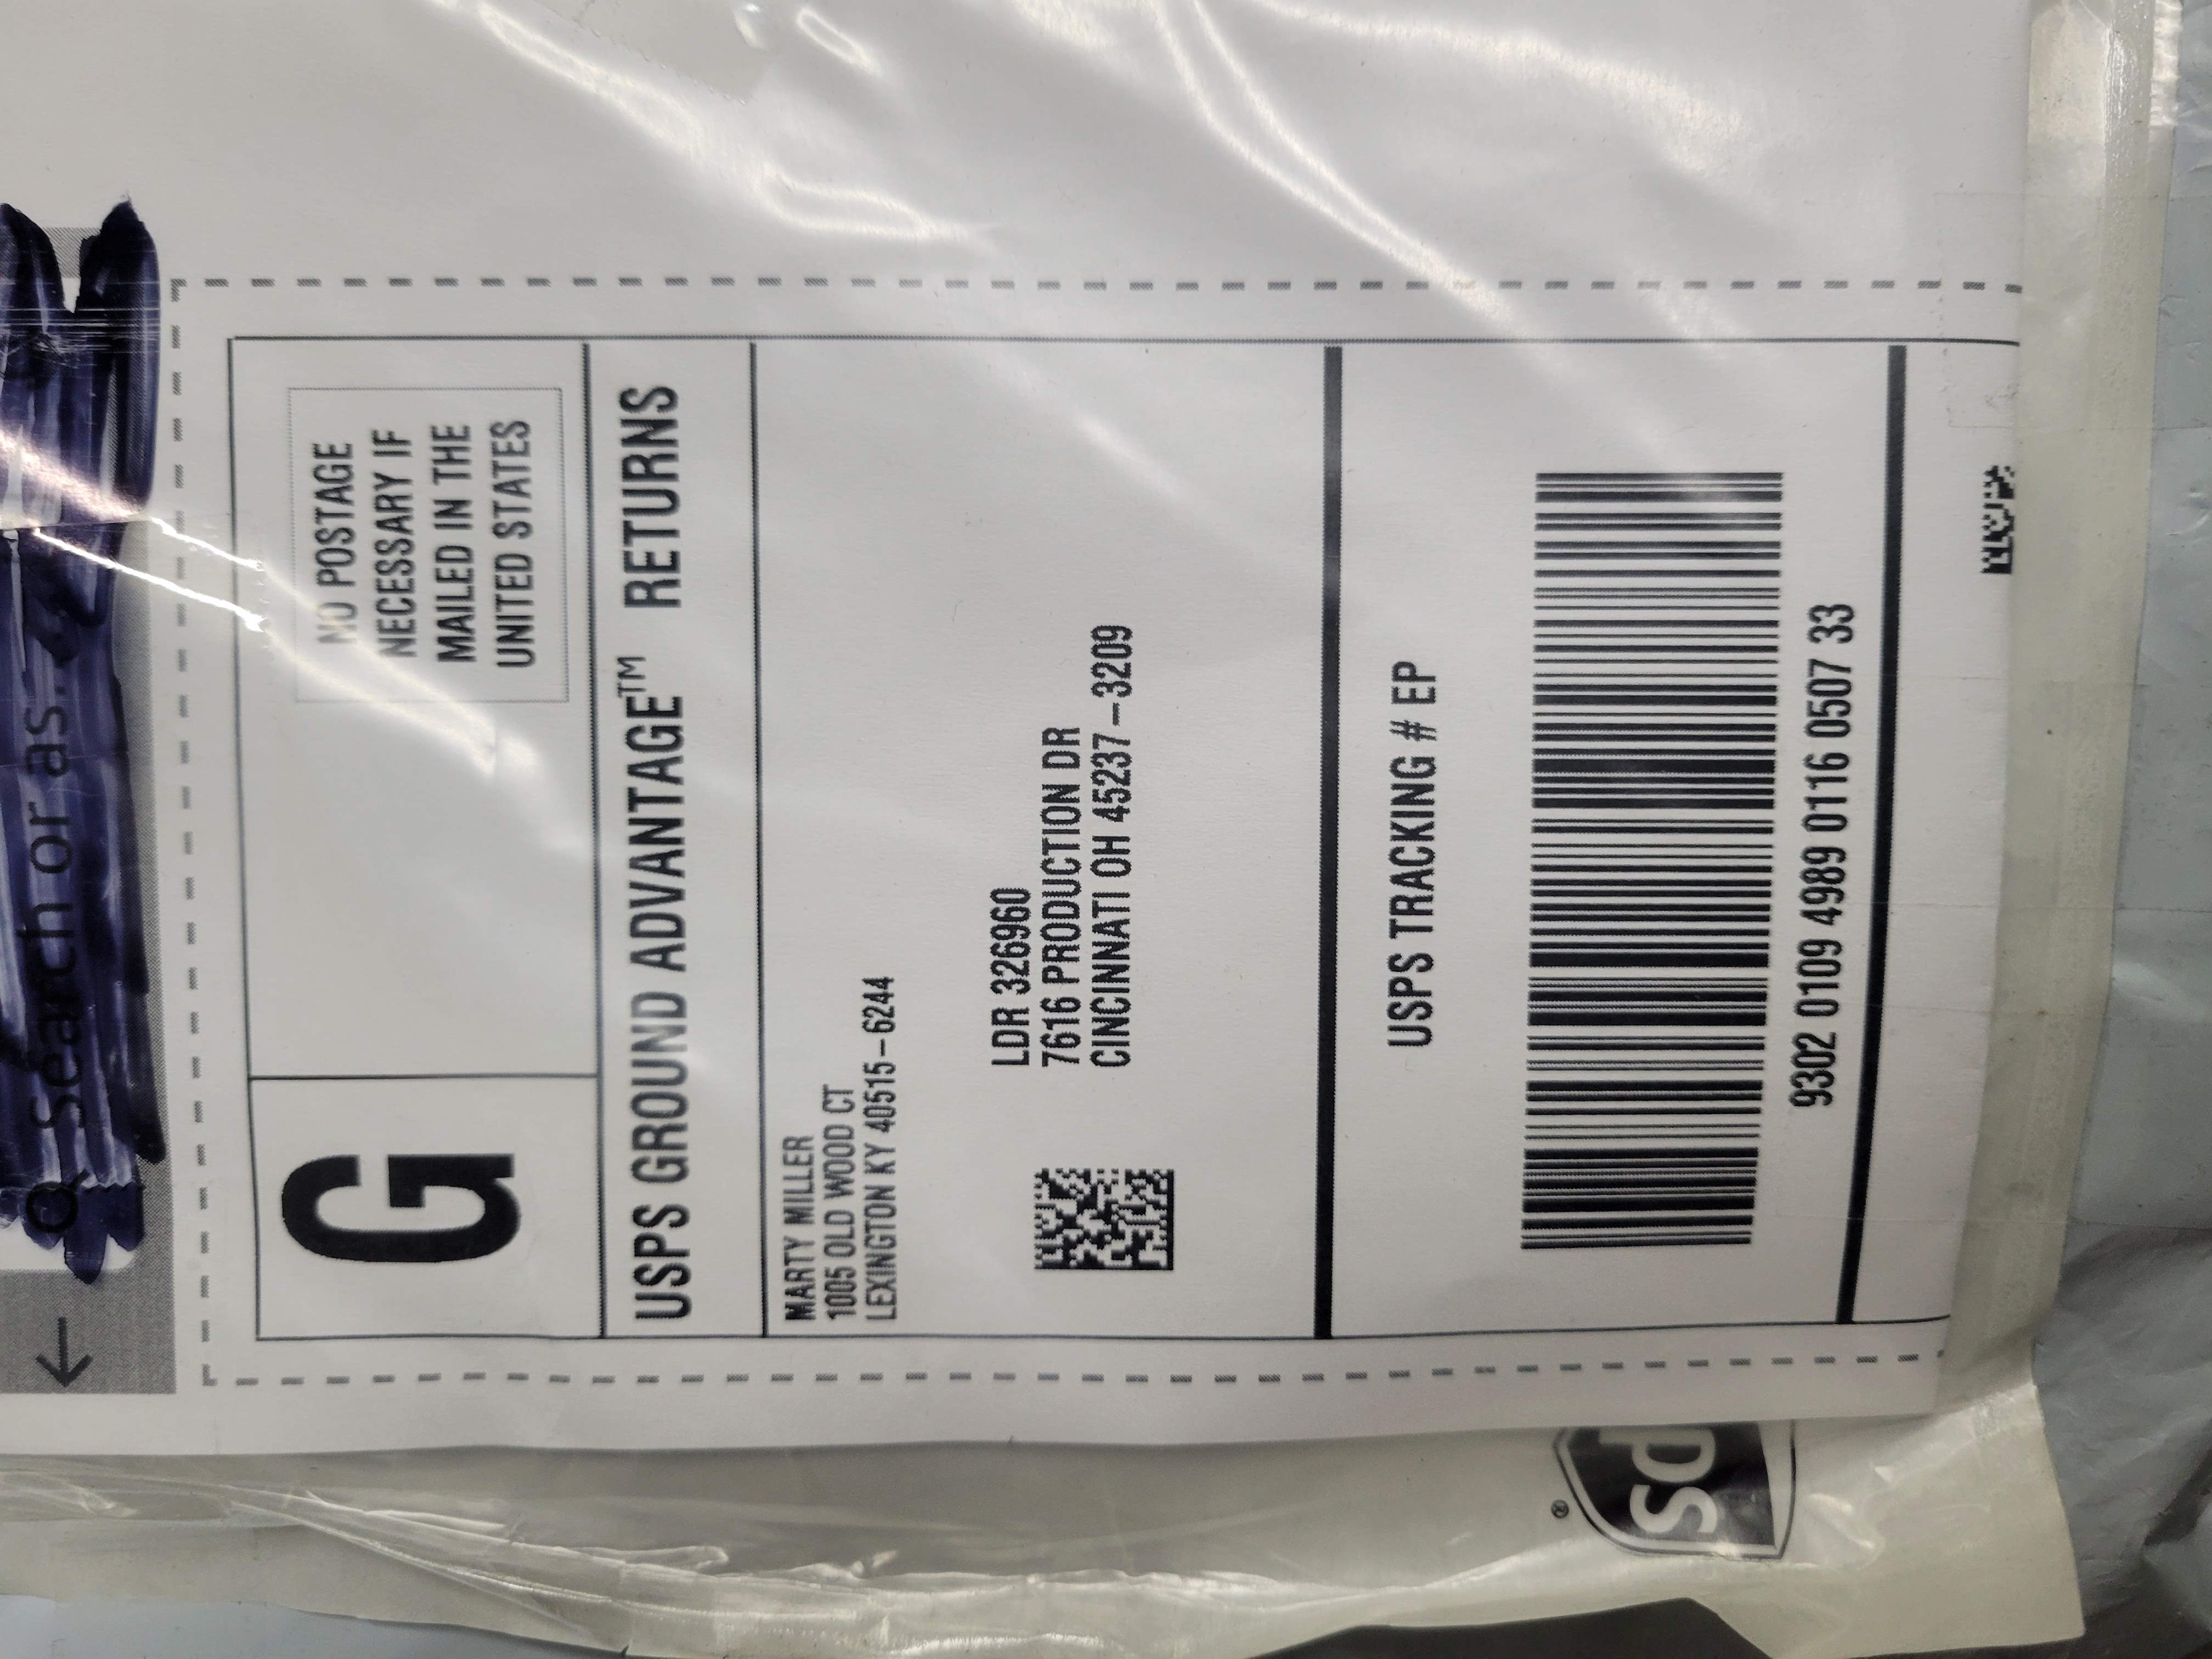 Search or as
G
NO POSTAGE
NECESSARY IF
MAILED IN THE
UNITED STATES
USPS GROUND ADVANTAGE™ RETURNS
MARTY MILLER
1005 OLD WOOD CT
LEXINGTON KY 40515-6244
LDR 326960
7616 PRODUCTION DR
CINCINNATI OH 45237-3209
USPS TRACKING # EP
9302 0109 4989 0116 0507 33
ps
®